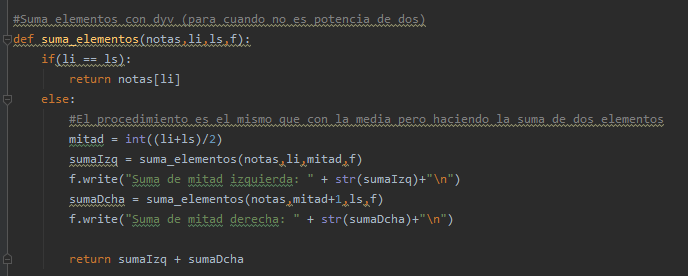 #Suma elementos con dyv (para cuando no es potencia de dos)
def suma_elementos(notas,li,ls,f):
    if(li == ls):
        return notas[li]
    else:
        #El procedimiento es el mismo que con la media pero haciendo la suma de dos elementos
        mitad = int((li+ls)/2)
        sumaIzq = suma_elementos(notas,li,mitad,f)
        f.write("Suma de mitad izquierda: " + str(sumaIzq)+"\n")
        sumaDcha = suma_elementos(notas,mitad+1,ls,f)
        f.write("Suma de mitad derecha: " + str(sumaDcha)+"\n")
        return sumaIzq + sumaDcha